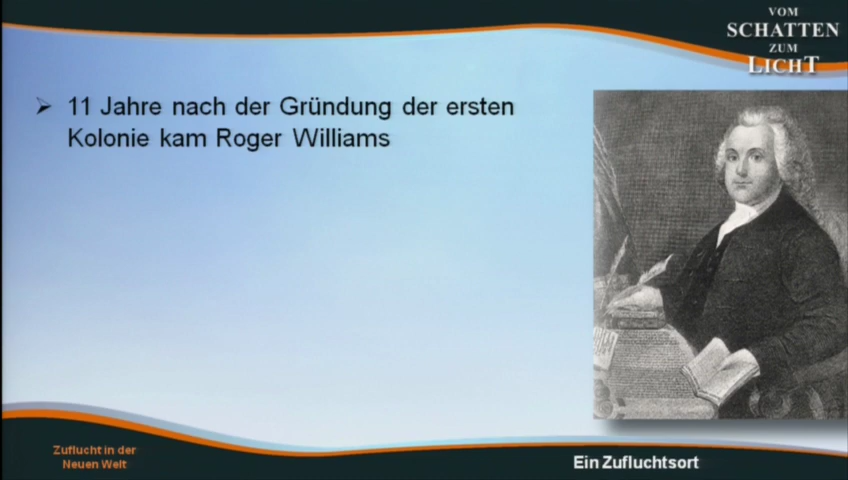 VOM
SCHATTEN
ZUM
LICHT
➢ 11 Jahre nach der Gründung der ersten
Kolonie kam Roger Williams
Zuflucht in der
Neuen Welt
Ein Zufluchtsort